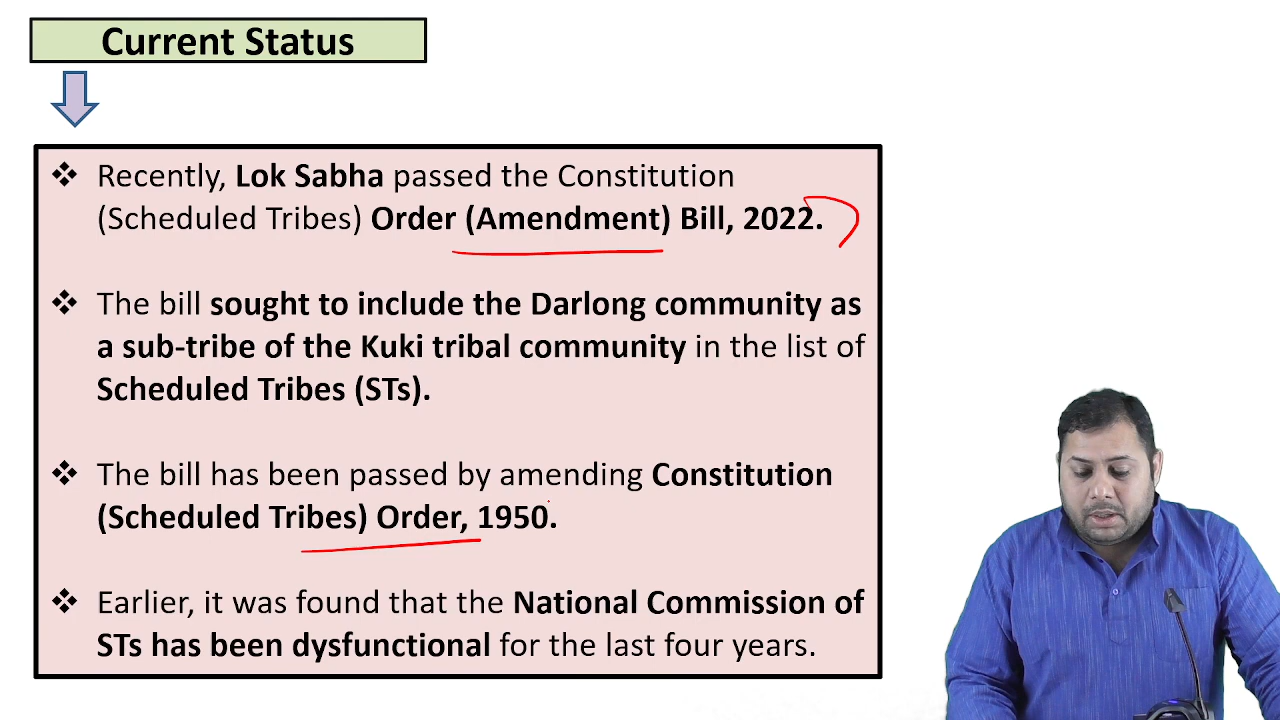 Current Status
❖ Recently, Lok Sabha passed the Constitution
(Scheduled Tribes) Order (Amendment) Bill, 2022.
❖ The bill sought to include the Darlong community as
a sub-tribe of the Kuki tribal community in the list of
Scheduled Tribes (STs).
❖ The bill has been passed by amending Constitution
(Scheduled Tribes) Order, 1950.
❖ Earlier, it was found that the National Commission of
STs has been dysfunctional for the last four years.